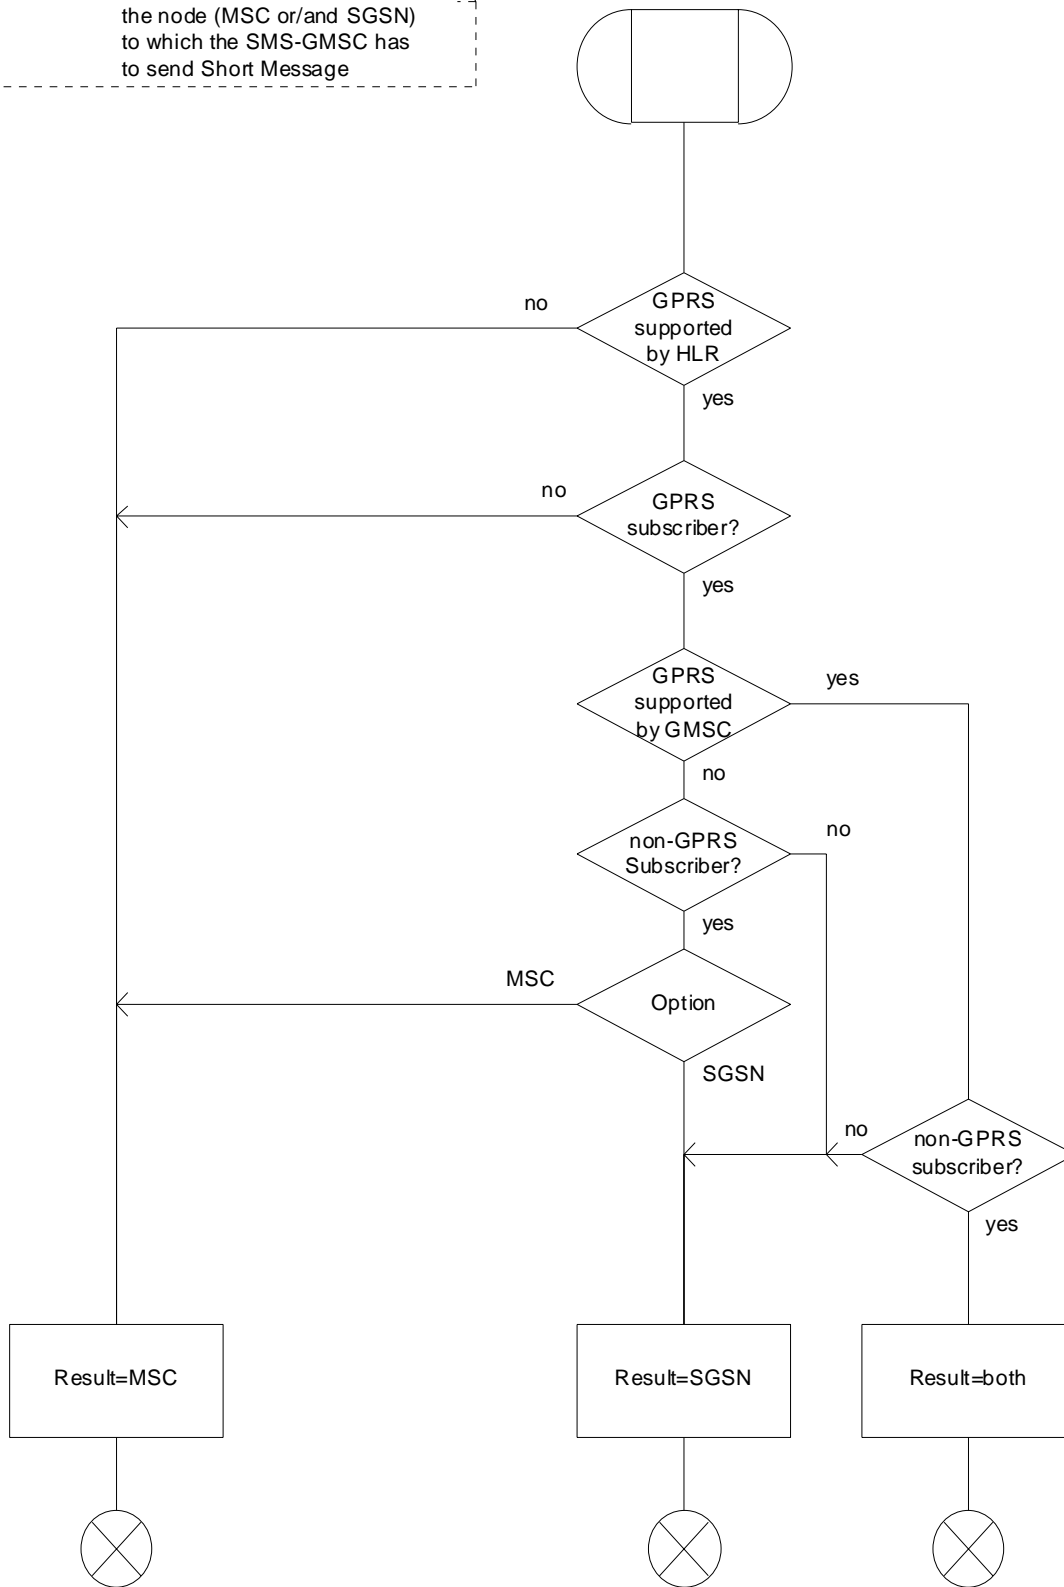 the node (MSC or/and SGSN)
to which the SMS-GMSC has
to send Short Message
no
GPRS
supported
by HLR
yes
no
GPRS
subscriber?
yes
GPRS
supported
by GMSC
yes
no
non-GPRS
Subscriber?
no
yes
MSC
Option
SGSN
no
non-GPRS
subscriber?
yes
Result=MSC
Result=SGSN
Result=both